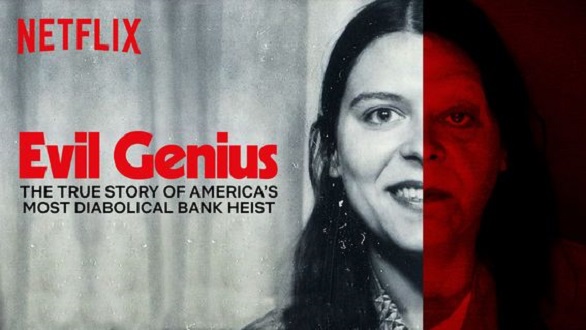 NETFLIX
Evil Genius
THE TRUE STORY OF AMERICA'S
MOST DIABOLICAL BANK HEIST